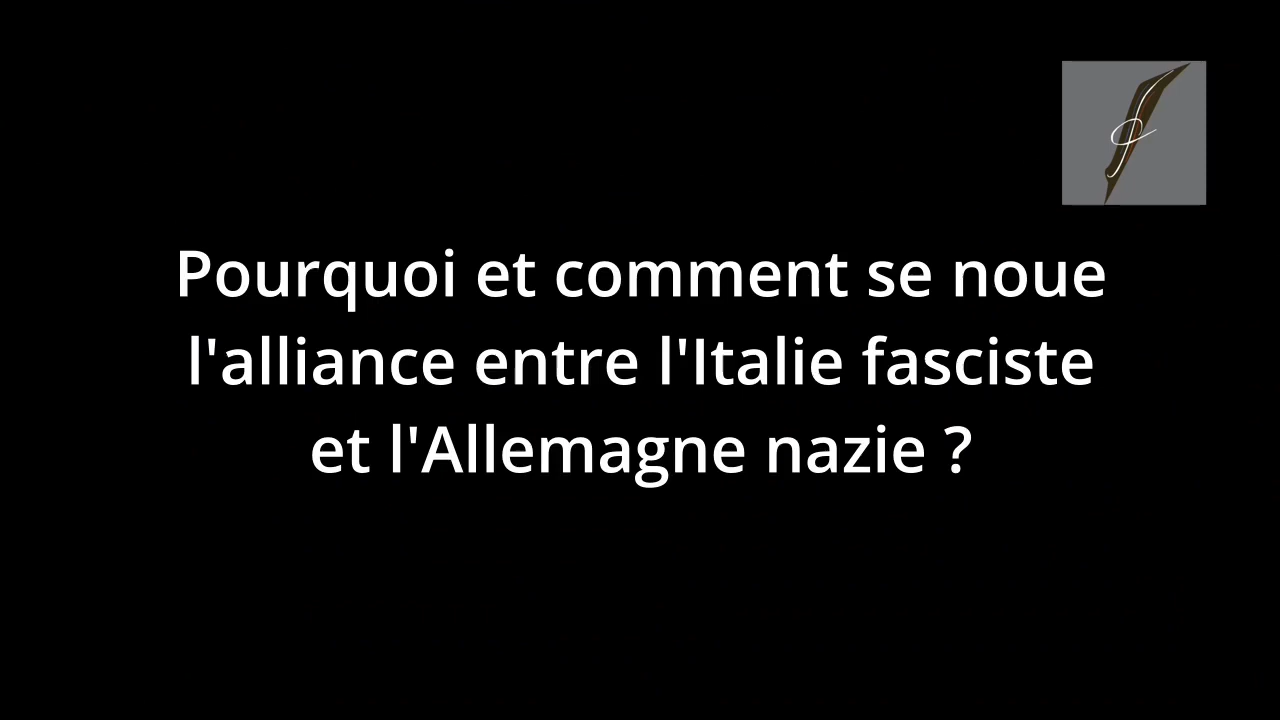 Pourquoi et comment se noue
l'alliance entre l'Italie fasciste
et l'Allemagne nazie ?